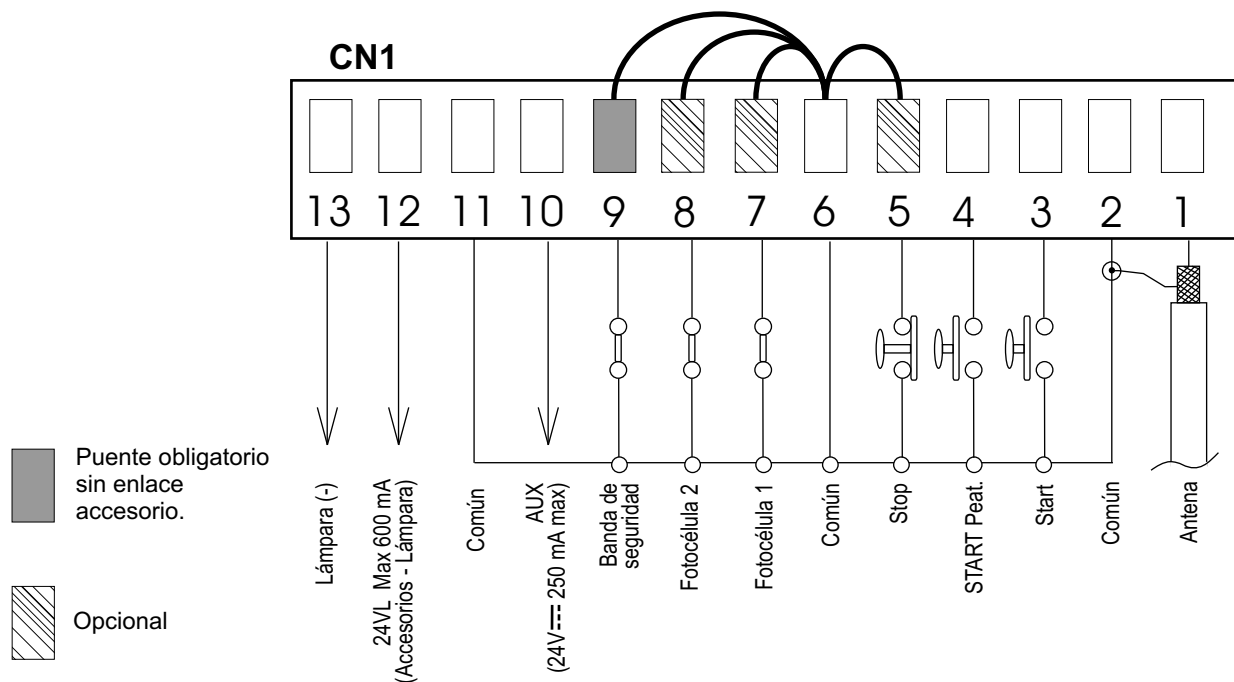 CN1
13 12 11 10 9 8 7 6 5 4 3 2 1
Lámpara (-)
24VL Max 600 mA
(Accesorios - Lámpara)
Común
AUX
(24V⎓ 250 mA max)
Banda de
seguridad
Fotocélula 2
Fotocélula 1
Común
Stop
START Peat.
Start
Común
Antena
Puente obligatorio
sin enlace
accesorio.
Opcional